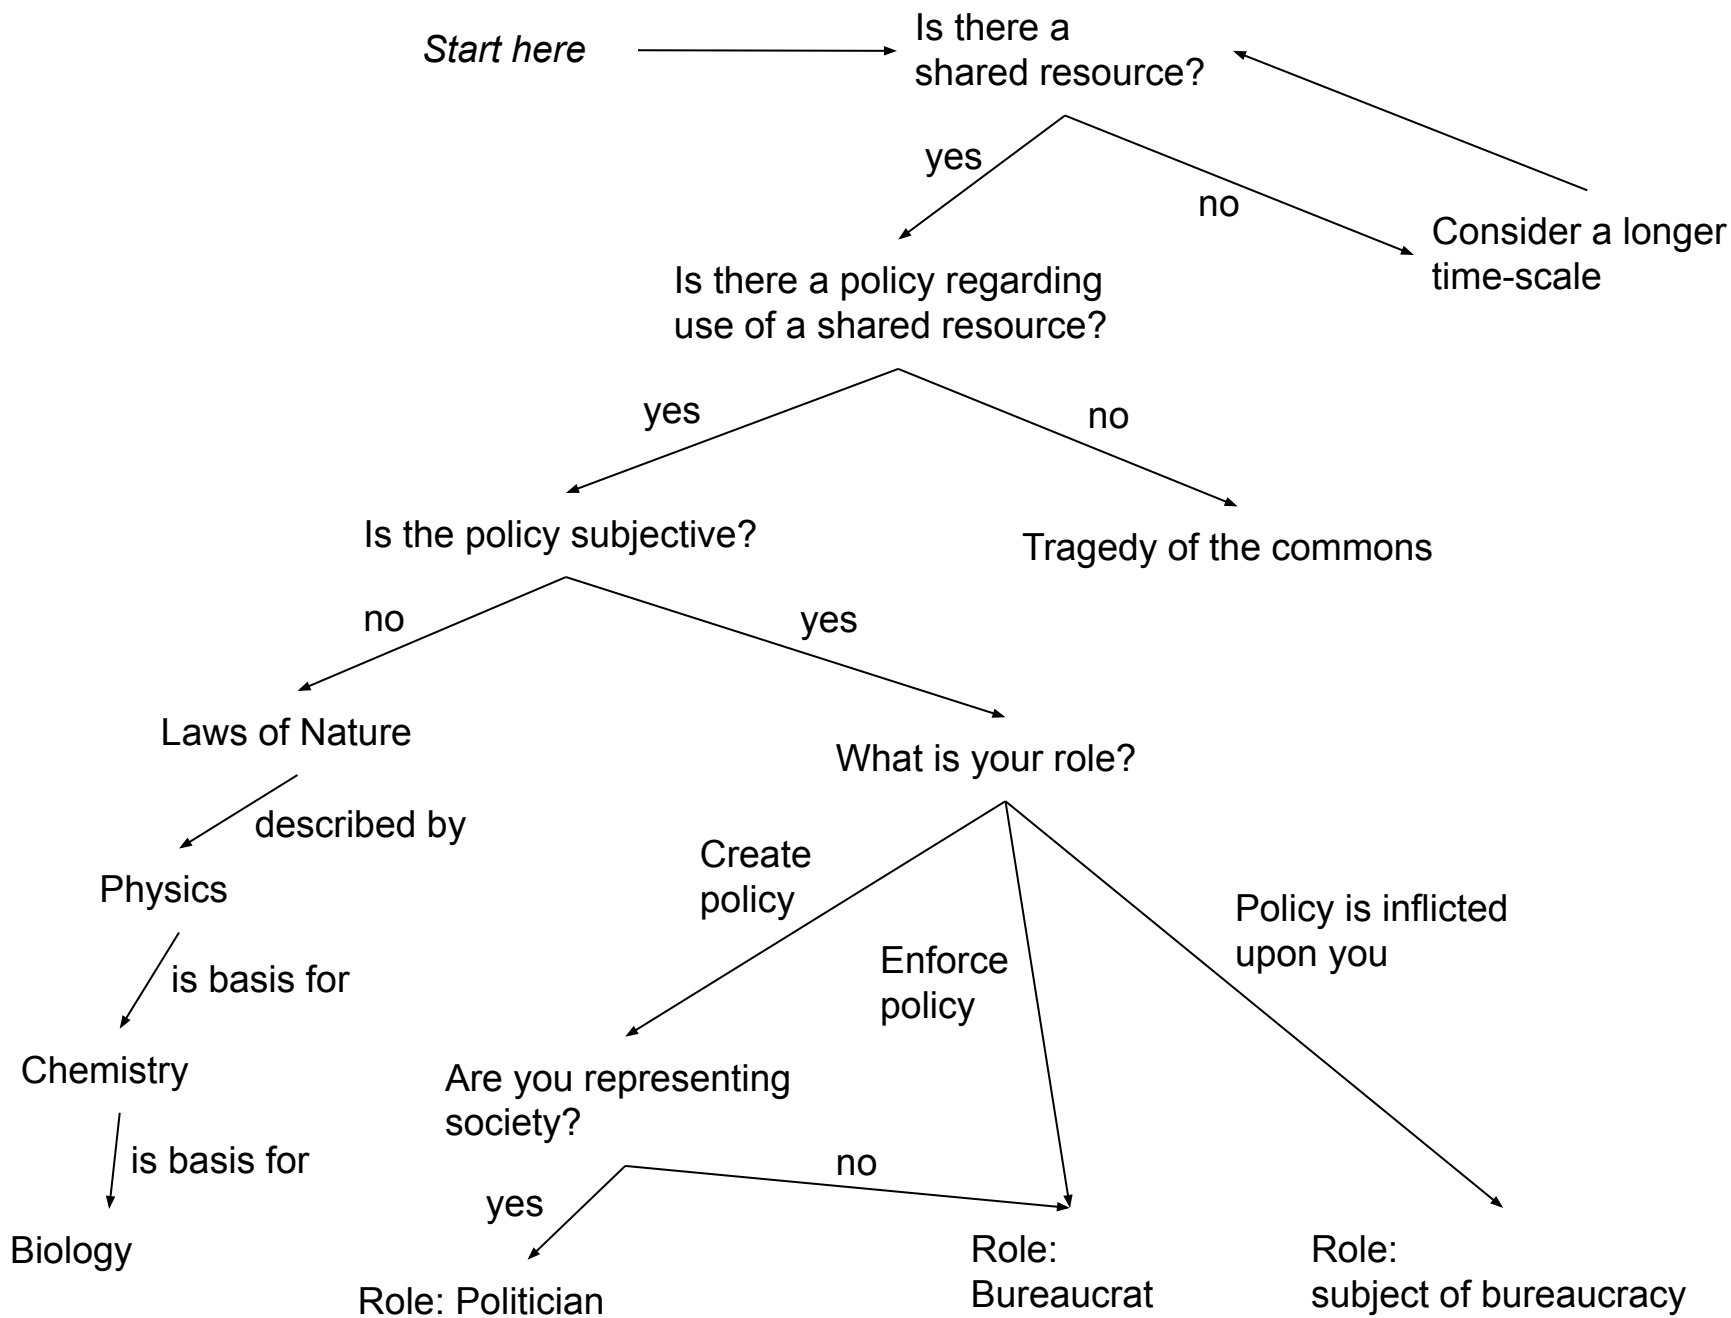 Start here
Is there a
shared resource?
yes
no
Consider a longer
time-scale
Is there a policy regarding
use of a shared resource?
yes
no
Is the policy subjective?
Tragedy of the commons
no
yes
Laws of Nature
What is your role?
described by
Physics
Create
policy
Enforce
policy
Policy is inflicted
upon you
is basis for
Chemistry
Are you representing
society?
is basis for
yes
no
Biology
Role: Politician
Role:
Bureaucrat
Role:
subject of bureaucracy